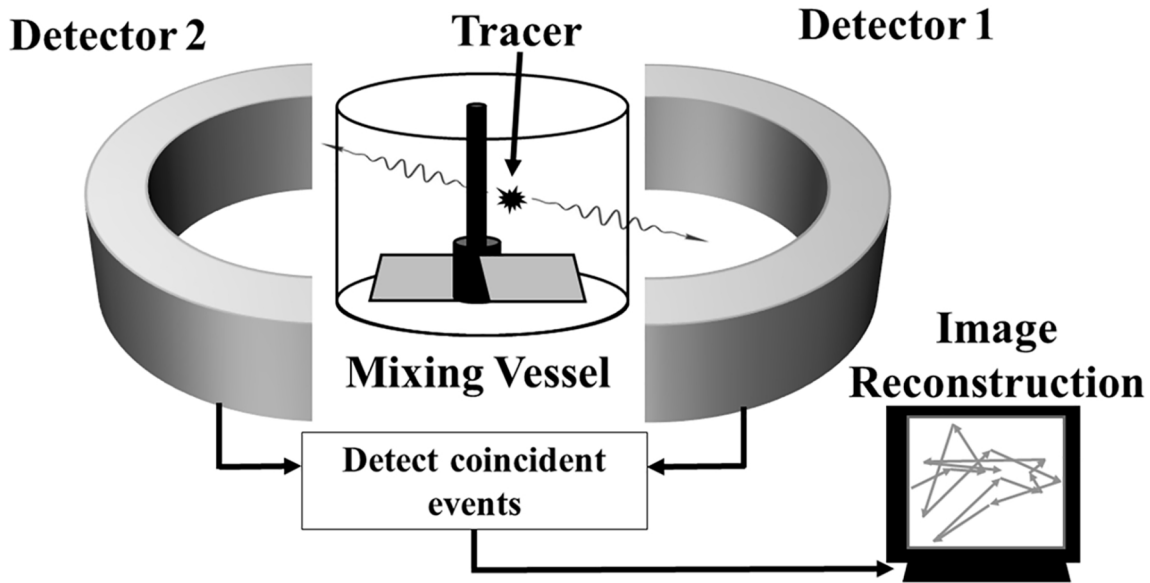 Detector 2
Tracer
Detector 1
Mixing Vessel
Image
Reconstruction
Detect coincident
events